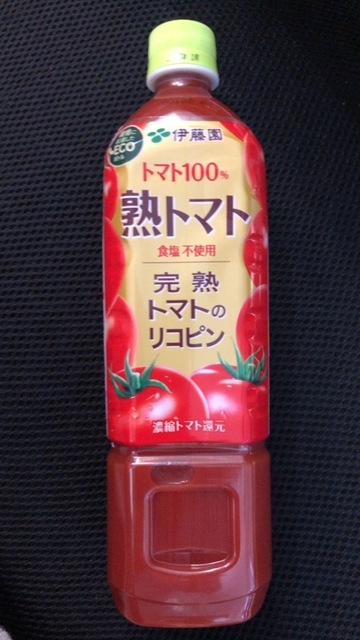 伊藤園
ECO
トマト100%
熟トマト
食塩 不使用
完熟
トマトの
リコピン
濃縮トマト還元